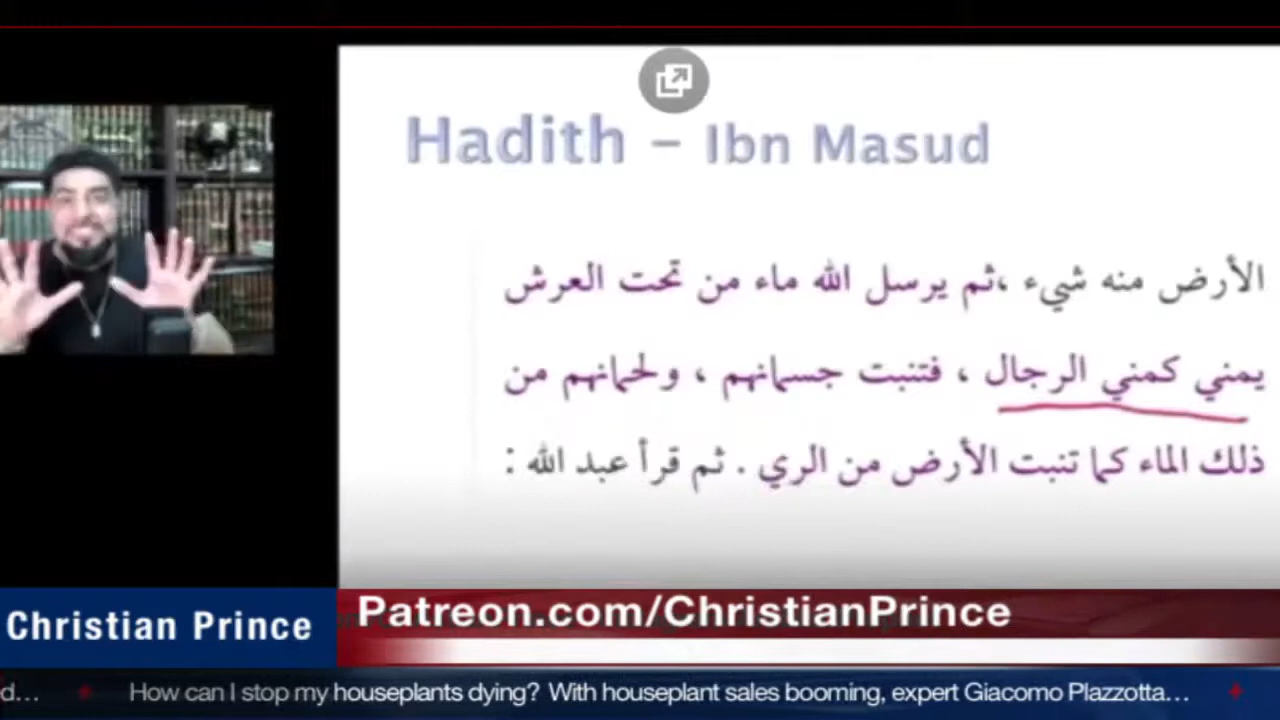 Hadith – Ibn Masud
الأرض منه شيء ،ثم يرسل الله ماء من تحت العرش
يمني كمني الرجال ، فتنبت جسمانهم ، ولحمانهم من
ذلك الماء كما تنبت الأرض من الري . ثم قرأ عبد الله :
Christian Prince
Patreon.com/ChristianPrince
d... How can I stop my houseplants dying? With houseplant sales booming, expert Giacomo Plazzotta...